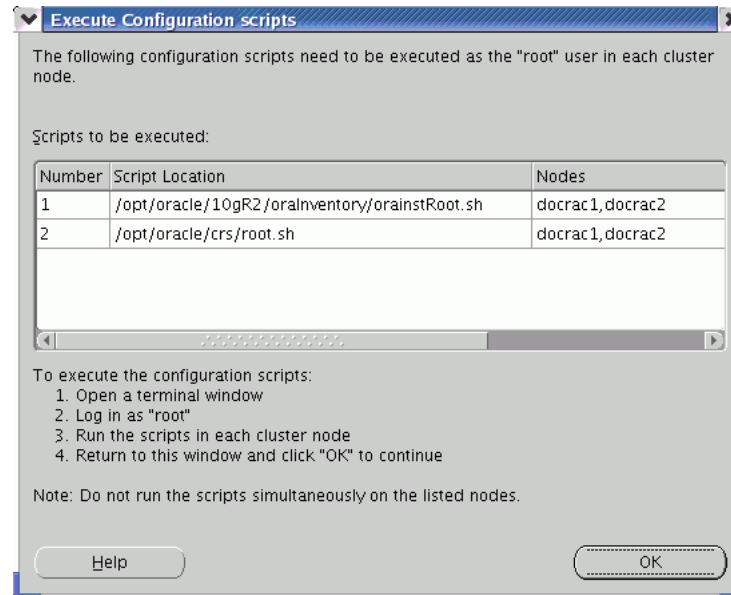 Execute Configuration scripts
The following configuration scripts need to be executed as the "root" user in each cluster
node.
Scripts to be executed:
Number Script Location Nodes
1 /opt/oracle/10gR2/oraInventory/orainstRoot.sh docrac1,docrac2
2 /opt/oracle/crs/root.sh docrac1,docrac2
To execute the configuration scripts:
1. Open a terminal window
2. Log in as "root"
3. Run the scripts in each cluster node
4. Return to this window and click "OK" to continue
Note: Do not run the scripts simultaneously on the listed nodes.
Help OK